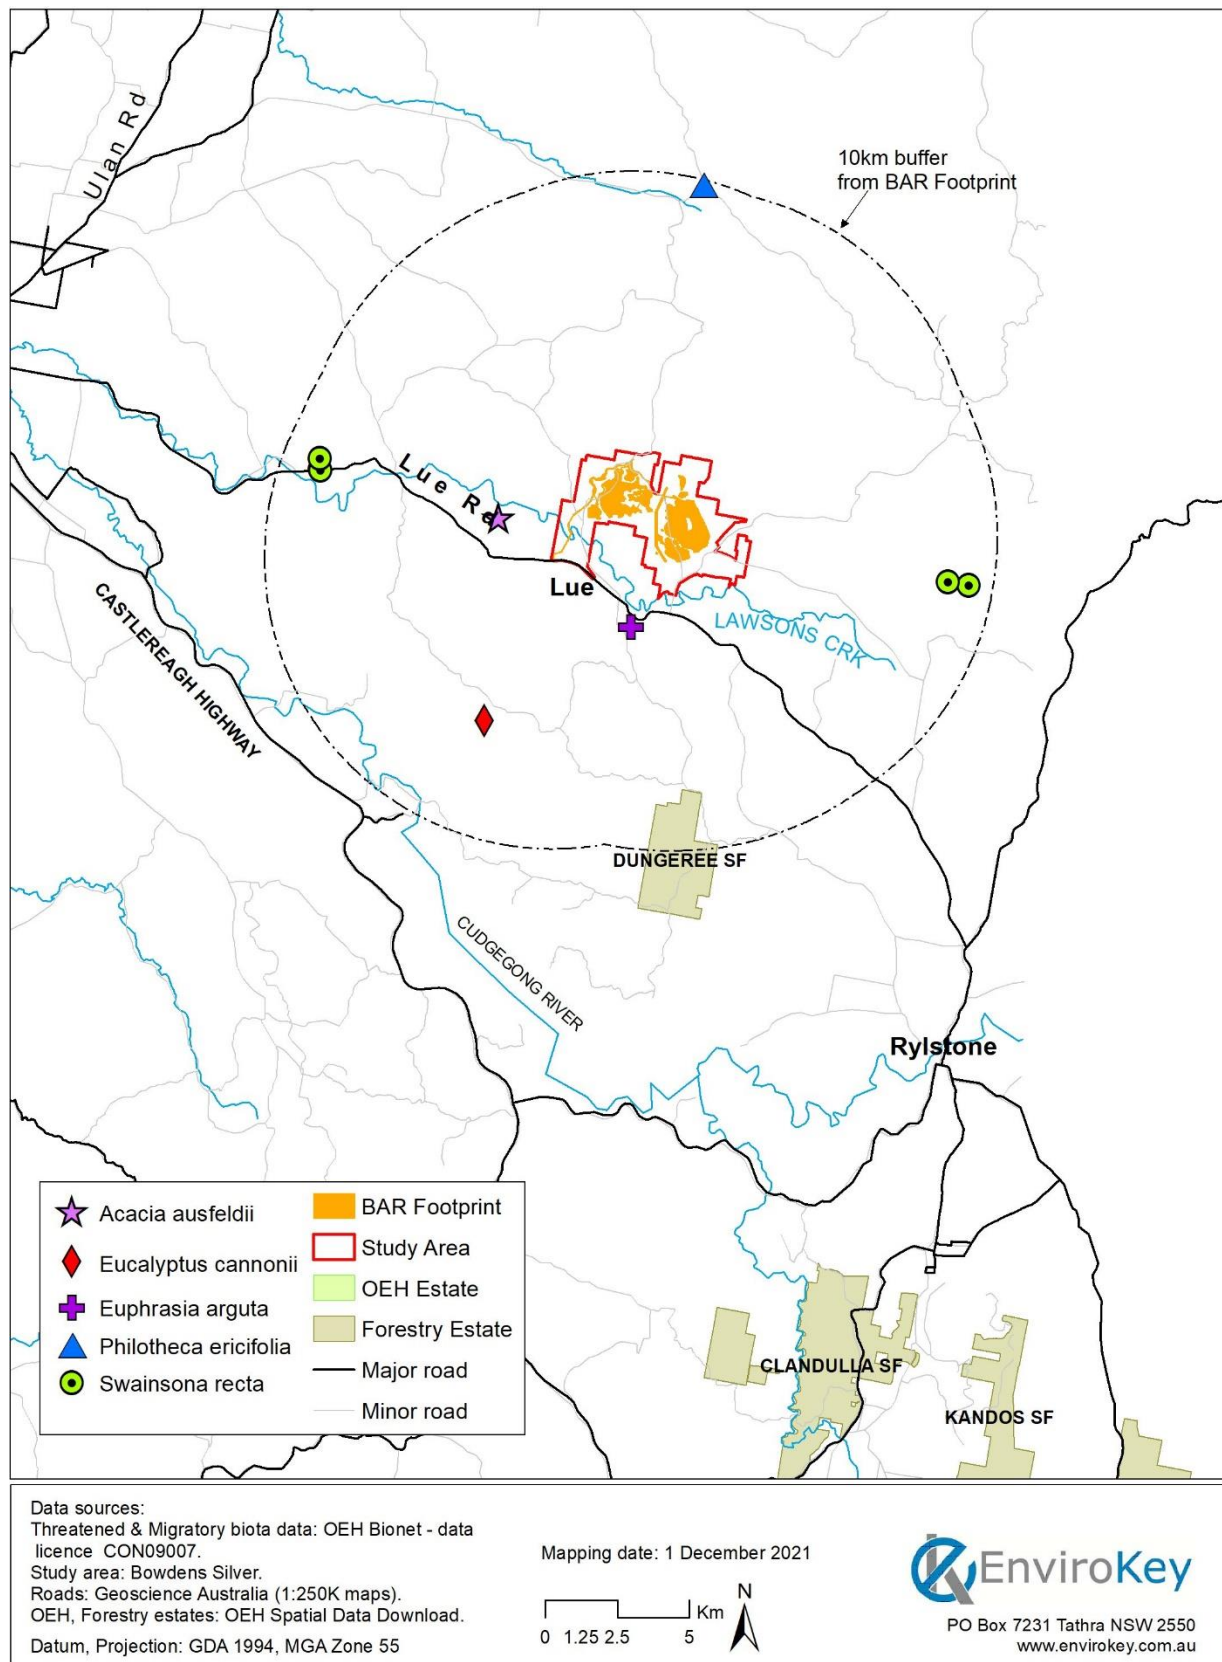 Ulan Rd
10km buffer
from BAR Footprint
Lue Rd
Lue
LAWSONS CRK
CASTLEREAGH HIGHWAY
DUNGEREE SF
CUDGEGONG RIVER
Rylstone
CLANDULLA SF
KANDOS SF
Acacia ausfeldii
Eucalyptus cannonii
Euphrasia arguta
Philotheca ericifolia
Swainsona recta
BAR Footprint
Study Area
OEH Estate
Forestry Estate
Major road
Minor road
Data sources:
Threatened & Migratory biota data: OEH Bionet - data
licence CON09007.
Study area: Bowdens Silver.
Roads: Geoscience Australia (1:250K maps).
OEH, Forestry estates: OEH Spatial Data Download.
Datum, Projection: GDA 1994, MGA Zone 55
Mapping date: 1 December 2021
N
Km
0 1.25 2.5 5
EnviroKey
PO Box 7231 Tathra NSW 2550
www.envirokey.com.au